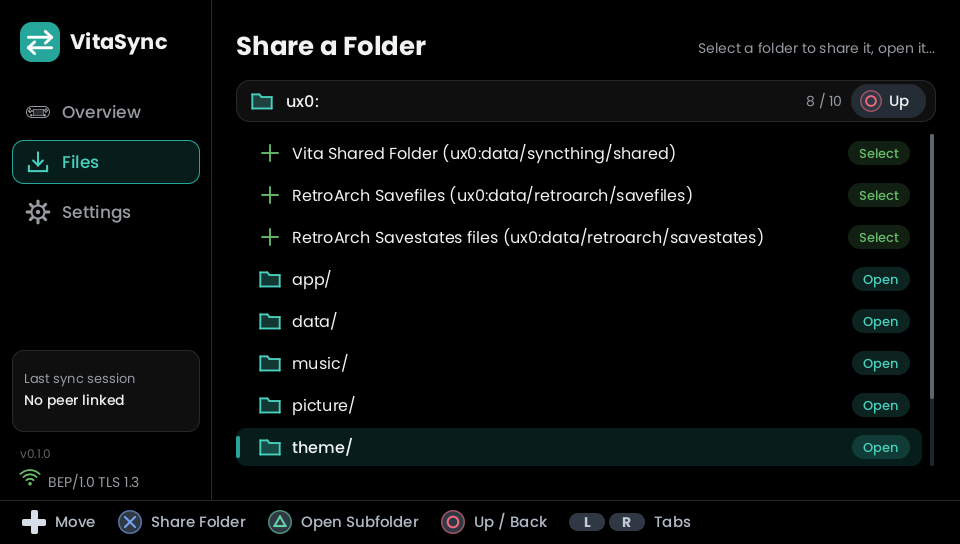 VitaSync
Overview
Files
Settings
Last sync session
No peer linked
v0.1.0
BEP/1.0 TLS 1.3
Share a Folder
Select a folder to share it, open it...
ux0:
8 / 10
Up
Vita Shared Folder (ux0:data/syncthing/shared)
Select
RetroArch Savefiles (ux0:data/retroarch/savefiles)
Select
RetroArch Savestates files (ux0:data/retroarch/savestates)
Select
app/
Open
data/
Open
music/
Open
picture/
Open
theme/
Open
Move
Share Folder
Open Subfolder
Up / Back
L
R
Tabs